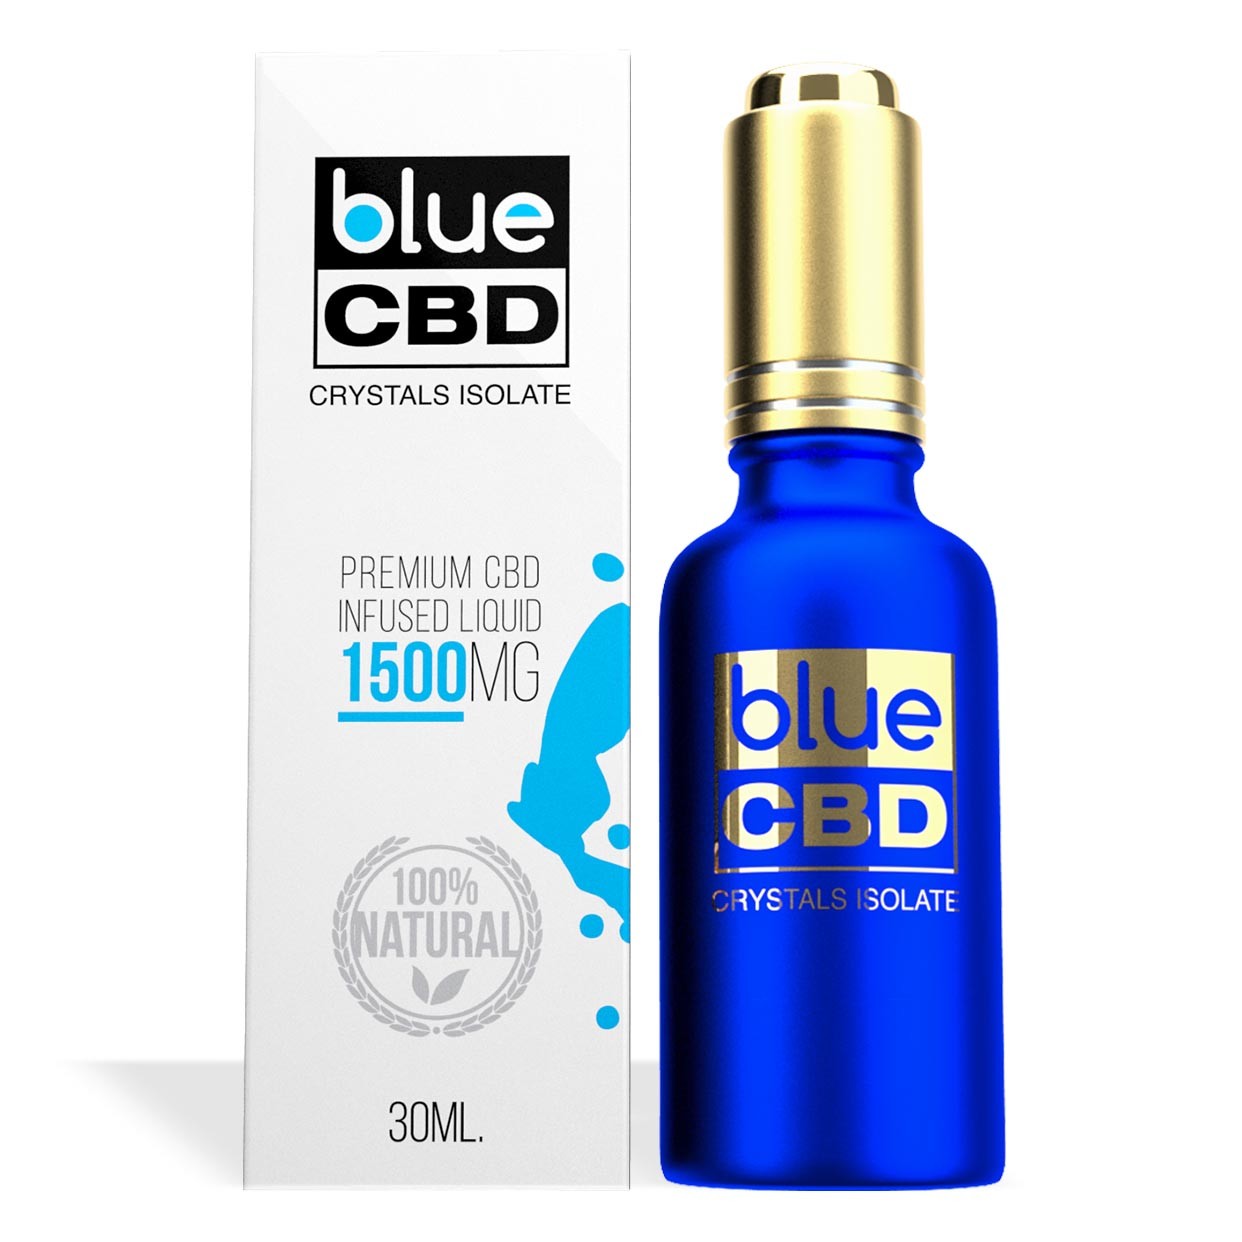 blue
CBD
CRYSTALS ISOLATE
PREMIUM CBD
INFUSED LIQUID
1500MG
100%
NATURAL
30ML.
blue
CBD
CRYSTALS ISOLATE